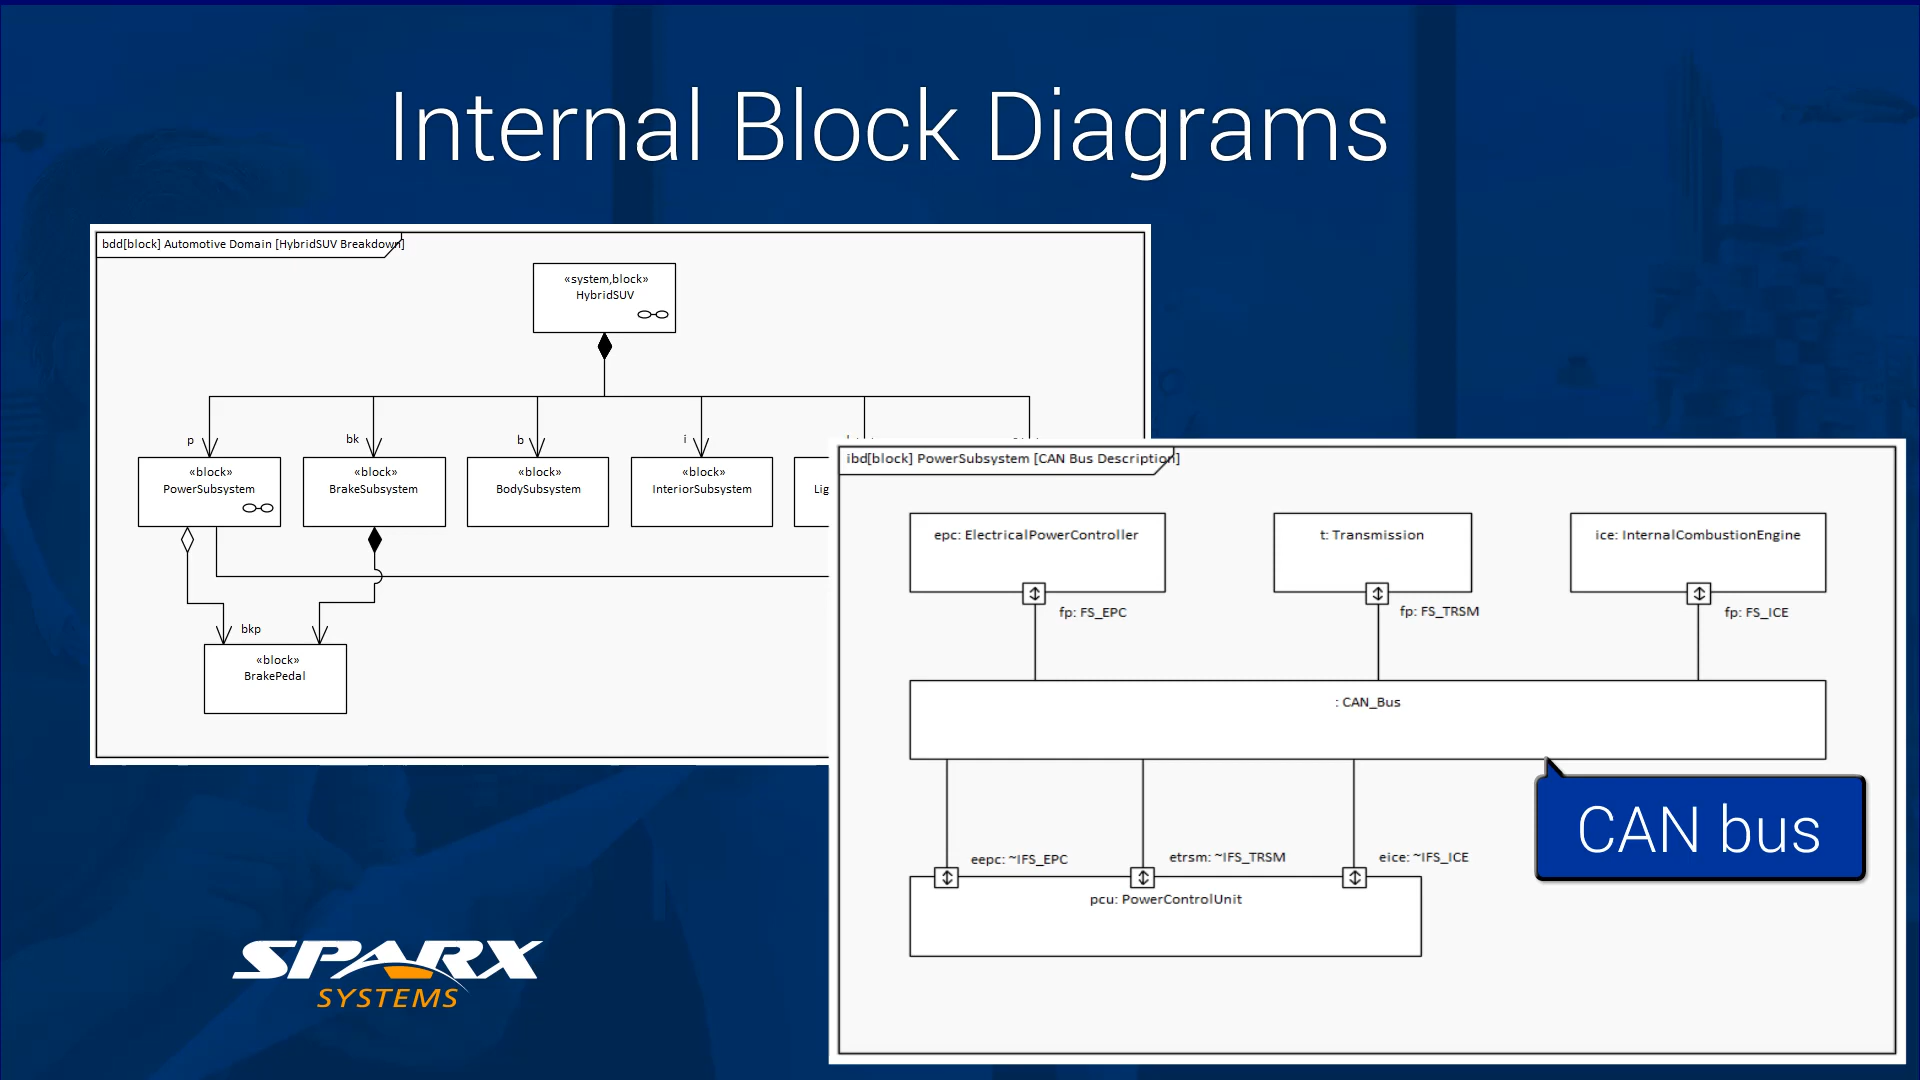 Internal Block Diagrams
bdd[block] Automotive Domain [HybridSUV Breakdown]
«system,block»
HybridSUV
p
bk
b
i
«block»
PowerSubsystem
«block»
BrakeSubsystem
«block»
BodySubsystem
«block»
InteriorSubsystem
Lig
bkp
«block»
BrakePedal
ibd[block] PowerSubsystem [CAN Bus Description]
epc: ElectricalPowerController
t: Transmission
ice: InternalCombustionEngine
fp: FS_EPC
fp: FS_TRSM
fp: FS_ICE
: CAN_Bus
CAN bus
eepc: ~IFS_EPC
etrsm: ~IFS_TRSM
eice: ~IFS_ICE
pcu: PowerControlUnit
SPARX
SYSTEMS